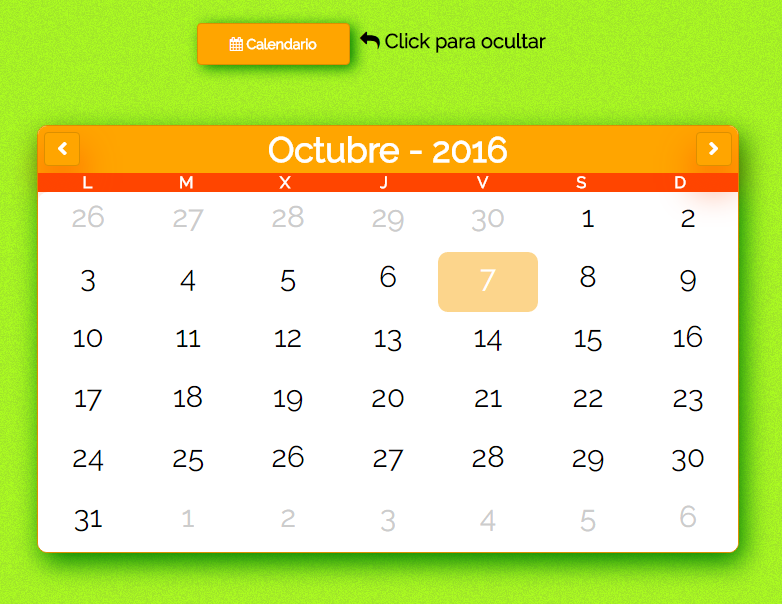 Calendario Click para ocultar
Octubre - 2016
L M X J V S D
26 27 28 29 30 1 2
3 4 5 6 7 8 9
10 11 12 13 14 15 16
17 18 19 20 21 22 23
24 25 26 27 28 29 30
31 1 2 3 4 5 6